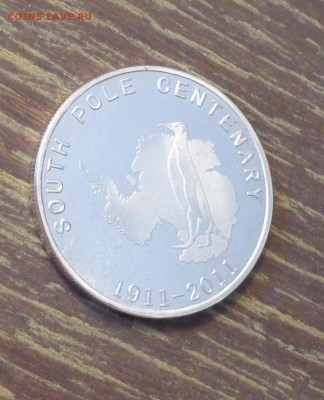 COINS.LAVE.RU
SOUTH POLE CENTENARY
1911-2011